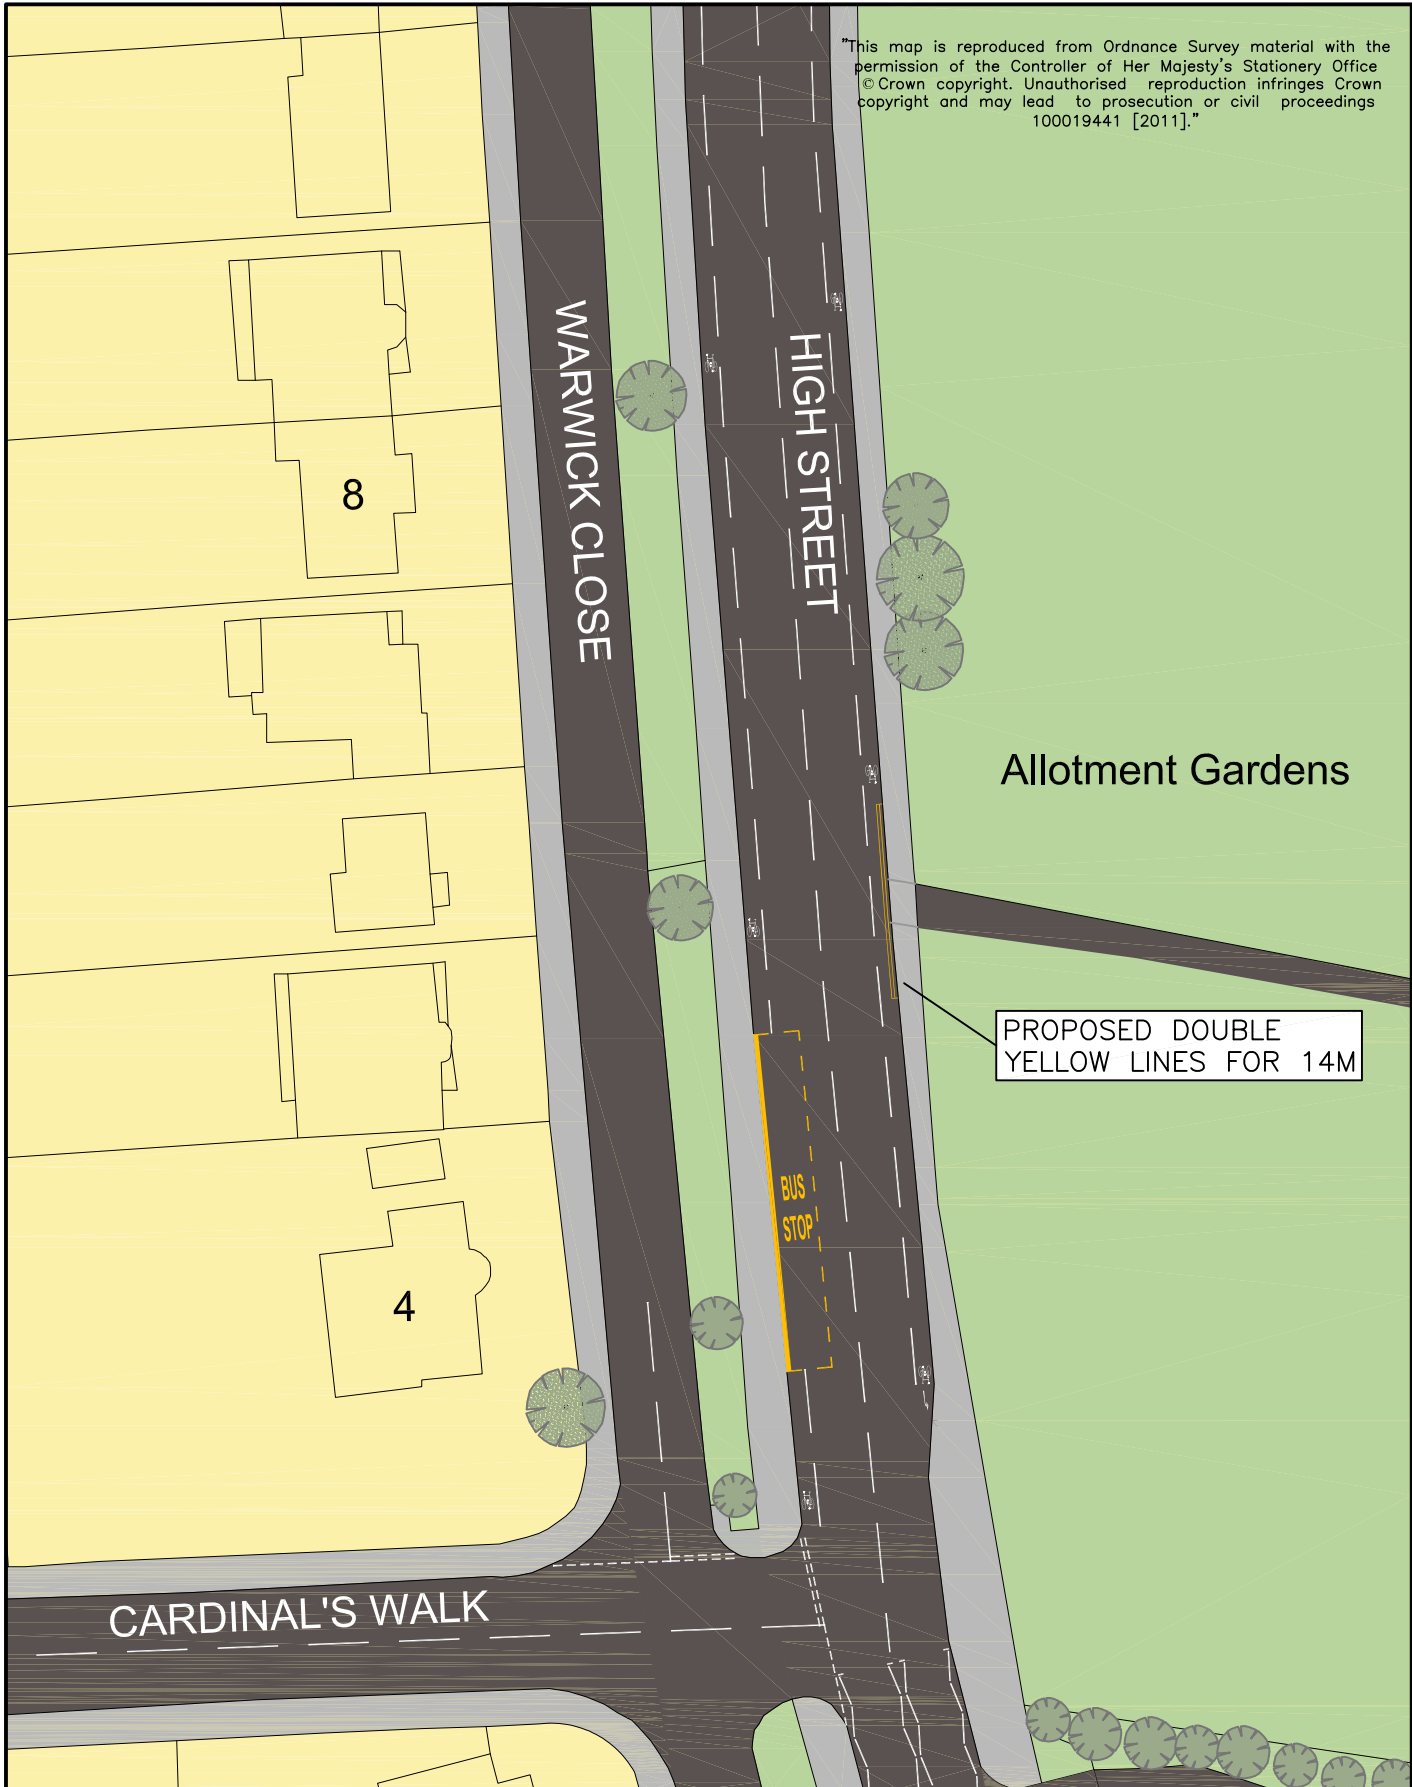 "This map is reproduced from Ordnance Survey material with the
permission of the Controller of Her Majesty's Stationery Office
© Crown copyright. Unauthorised reproduction infringes Crown
copyright and may lead to prosecution or civil proceedings
100019441 [2011]."
WARWICK CLOSE
HIGH STREET
8
Allotment Gardens
PROPOSED DOUBLE
YELLOW LINES FOR 14M
BUS
STOP
4
CARDINAL'S WALK